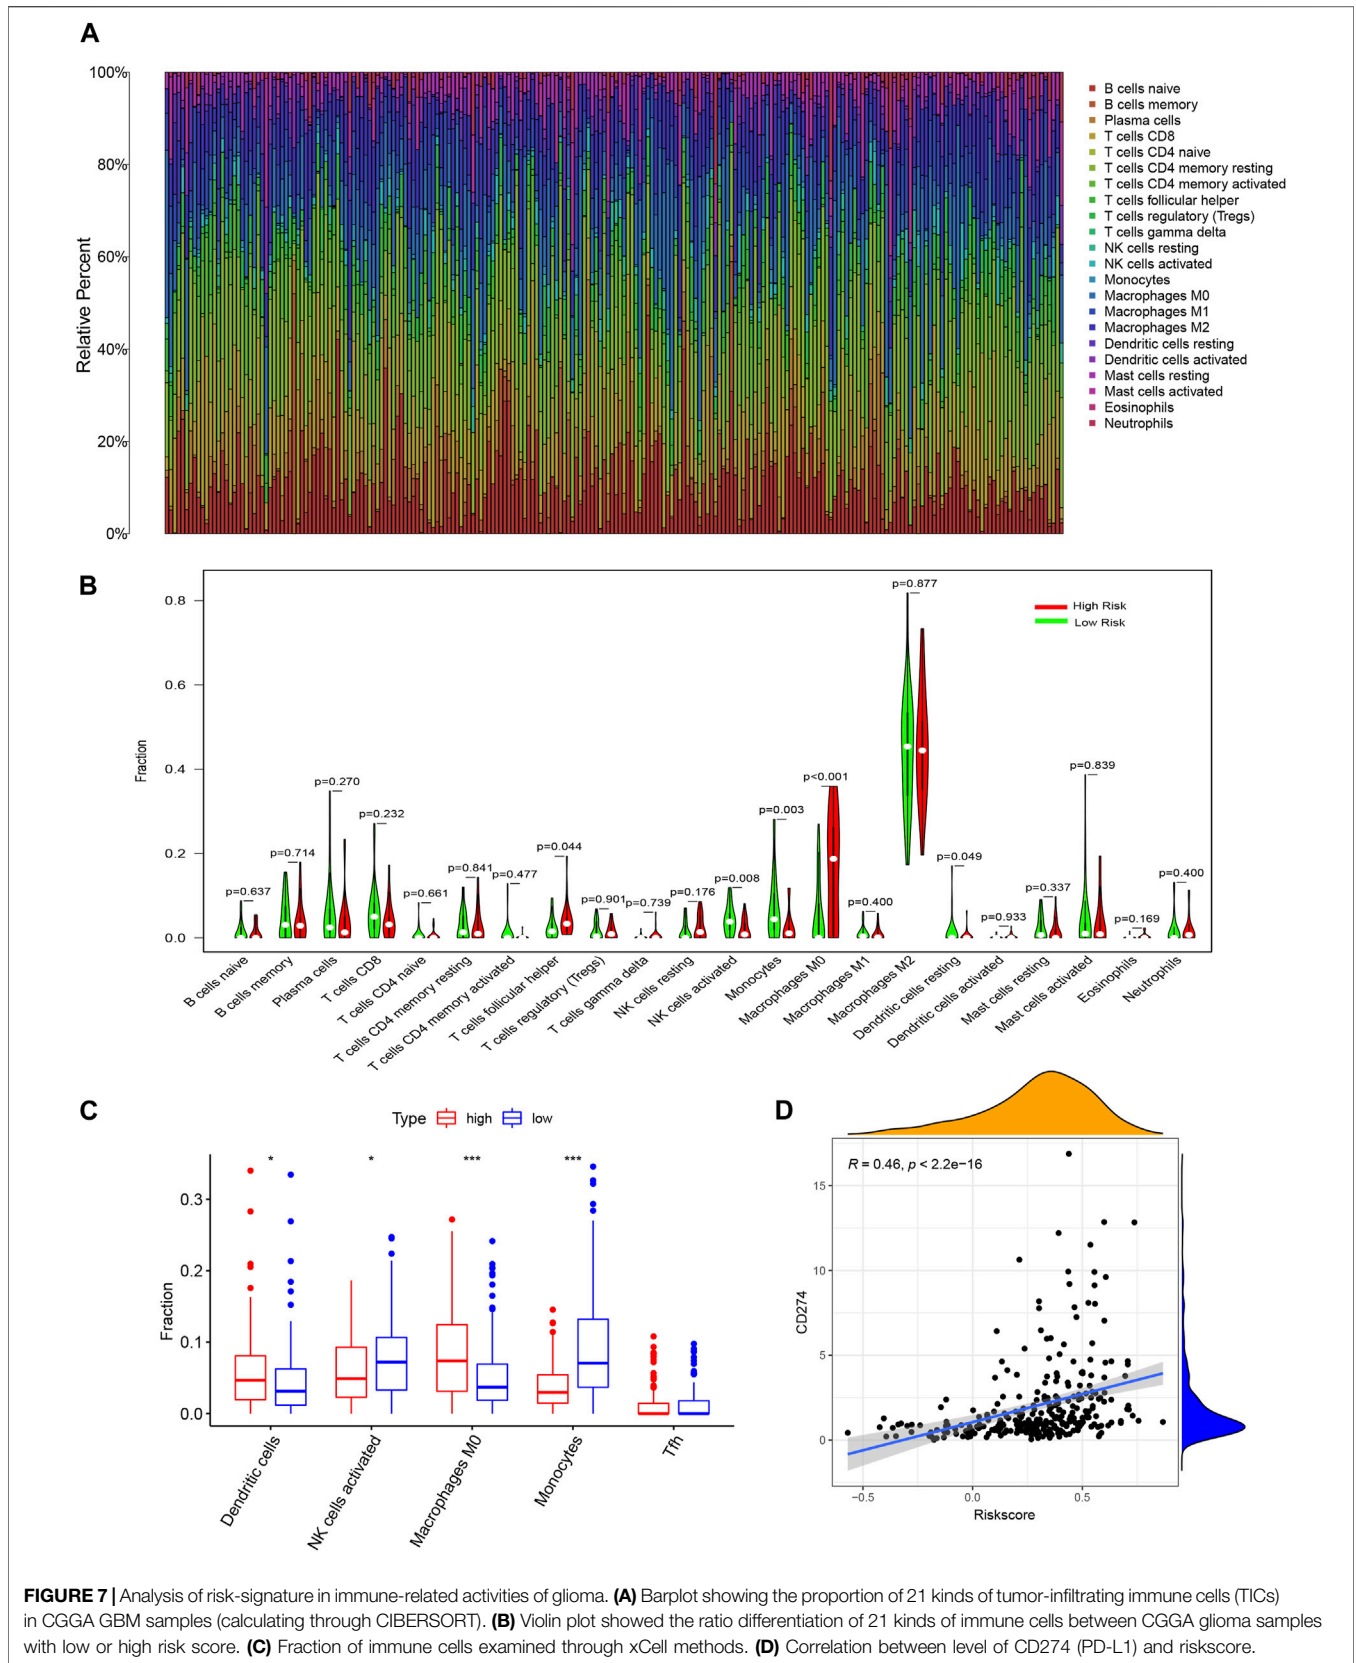 A
100%
80%
60%
40%
20%
0%
Relative Percent
B cells naive
B cells memory
Plasma cells
T cells CD8
T cells CD4 naive
T cells CD4 memory resting
T cells CD4 memory activated
T cells follicular helper
T cells regulatory (Tregs)
T cells gamma delta
NK cells resting
NK cells activated
Monocytes
Macrophages M0
Macrophages M1
Macrophages M2
Dendritic cells resting
Dendritic cells activated
Mast cells resting
Mast cells activated
Eosinophils
Neutrophils
B
0.8
0.6
0.4
0.2
0.0
Fraction
High Risk
Low Risk
p=0.637
p=0.714
p=0.270
p=0.232
p=0.661
p=0.841
p=0.477
p=0.044
p=0.901
p=0.739
p=0.176
p=0.008
p=0.003
p<0.001
p=0.400
p=0.877
p=0.049
p=0.933
p=0.337
p=0.839
p=0.169
p=0.400
B cells naive
B cells memory
Plasma cells
T cells CD8
T cells CD4 naive
T cells CD4 memory resting
T cells CD4 memory activated
T cells follicular helper
T cells regulatory (Tregs)
T cells gamma delta
NK cells resting
NK cells activated
Monocytes
Macrophages M0
Macrophages M1
Macrophages M2
Dendritic cells resting
Dendritic cells activated
Mast cells resting
Mast cells activated
Eosinophils
Neutrophils
C
Type high low
* * *** ***
0.3
0.2
0.1
0.0
Fraction
Dendritic cells
NK cells activated
Macrophages M0
Monocytes
Tfh
D
R = 0.46, p < 2.2e−16
15
10
5
0
CD274
−0.5 0.0 0.5
Riskscore
FIGURE 7 | Analysis of risk-signature in immune-related activities of glioma. (A) Barplot showing the proportion of 21 kinds of tumor-infiltrating immune cells (TICs)
in CGGA GBM samples (calculating through CIBERSORT). (B) Violin plot showed the ratio differentiation of 21 kinds of immune cells between CGGA glioma samples
with low or high risk score. (C) Fraction of immune cells examined through xCell methods. (D) Correlation between level of CD274 (PD-L1) and riskscore.